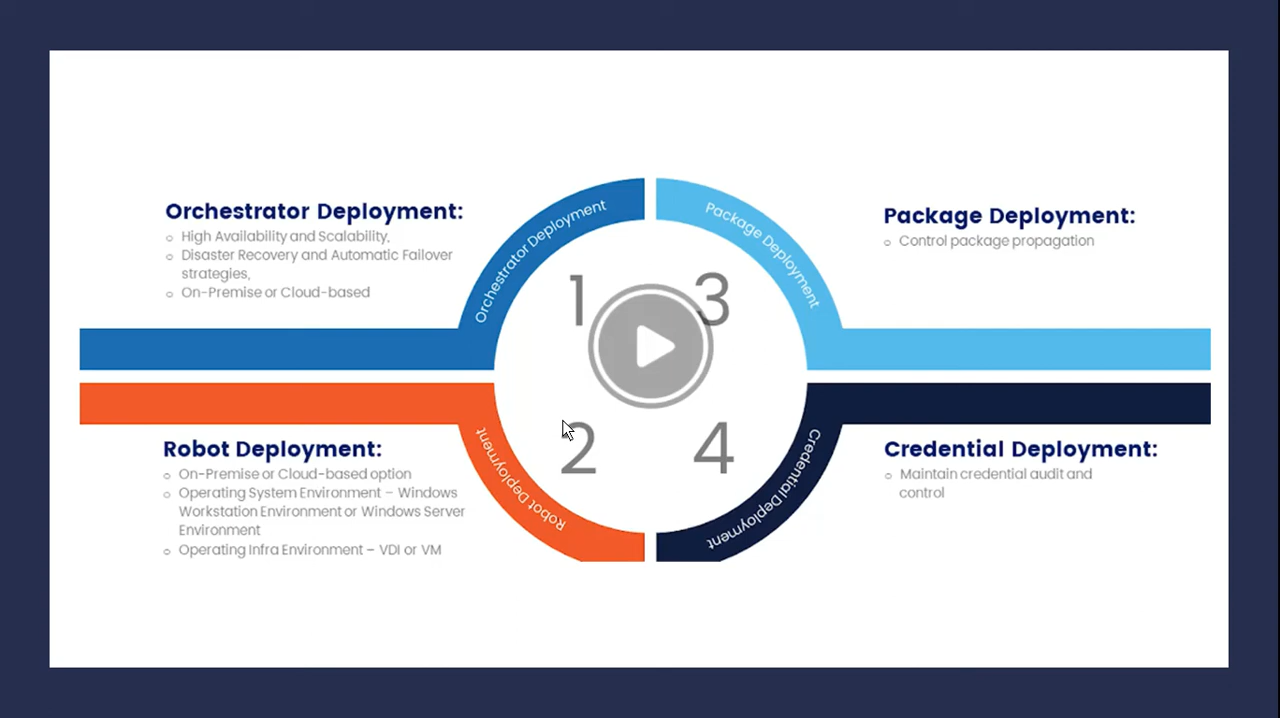 Orchestrator Deployment:
High Availability and Scalability,
Disaster Recovery and Automatic Failover
strategies,
On-Premise or Cloud-based
Orchestrator Deployment
1
Robot Deployment:
On-Premise or Cloud-based option
Operating System Environment – Windows
Workstation Environment or Windows Server
Environment
Operating Infra Environment – VDI or VM
Robot Deployment
2
Package Deployment
3
Package Deployment:
Control package propagation
Credential Deployment
4
Credential Deployment:
Maintain credential audit and
control